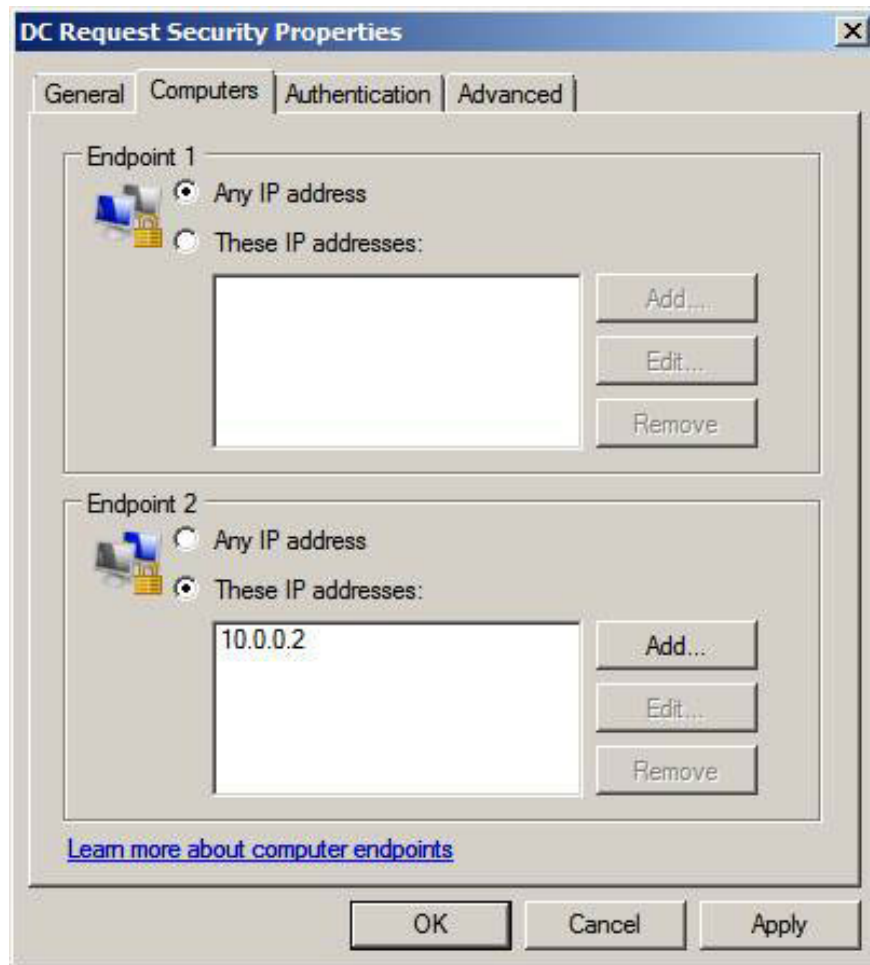 DC Request Security Properties
General Computers Authentication Advanced
Endpoint 1
Any IP address
These IP addresses:
Add...
Edit...
Remove
Endpoint 2
Any IP address
These IP addresses:
10.0.0.2
Add...
Edit...
Remove
Learn more about computer endpoints
OK Cancel Apply